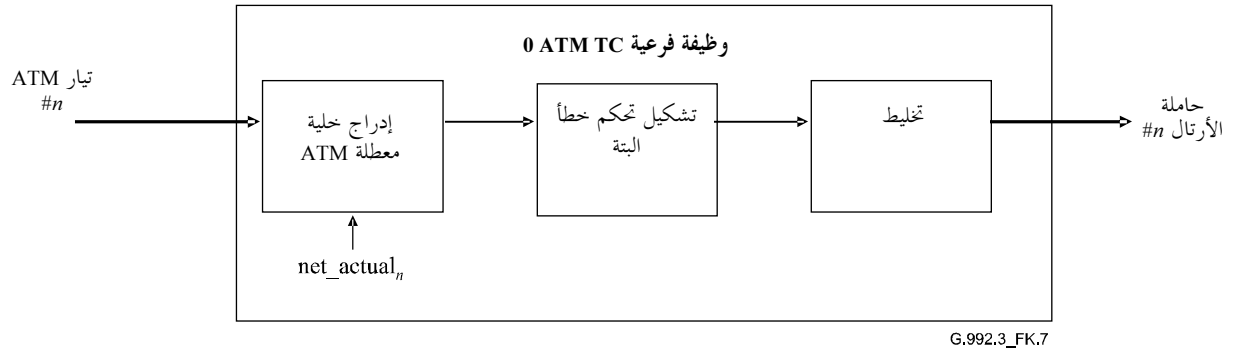 وظيفة فرعية 0 ATM TC
تيار ATM
#n
إدراج خلية
معطلة ATM
تشكيل تحكم خطأ
البتة
تخليط
حاملة
الأرتال #n
net_actualn
G.992.3_FK.7